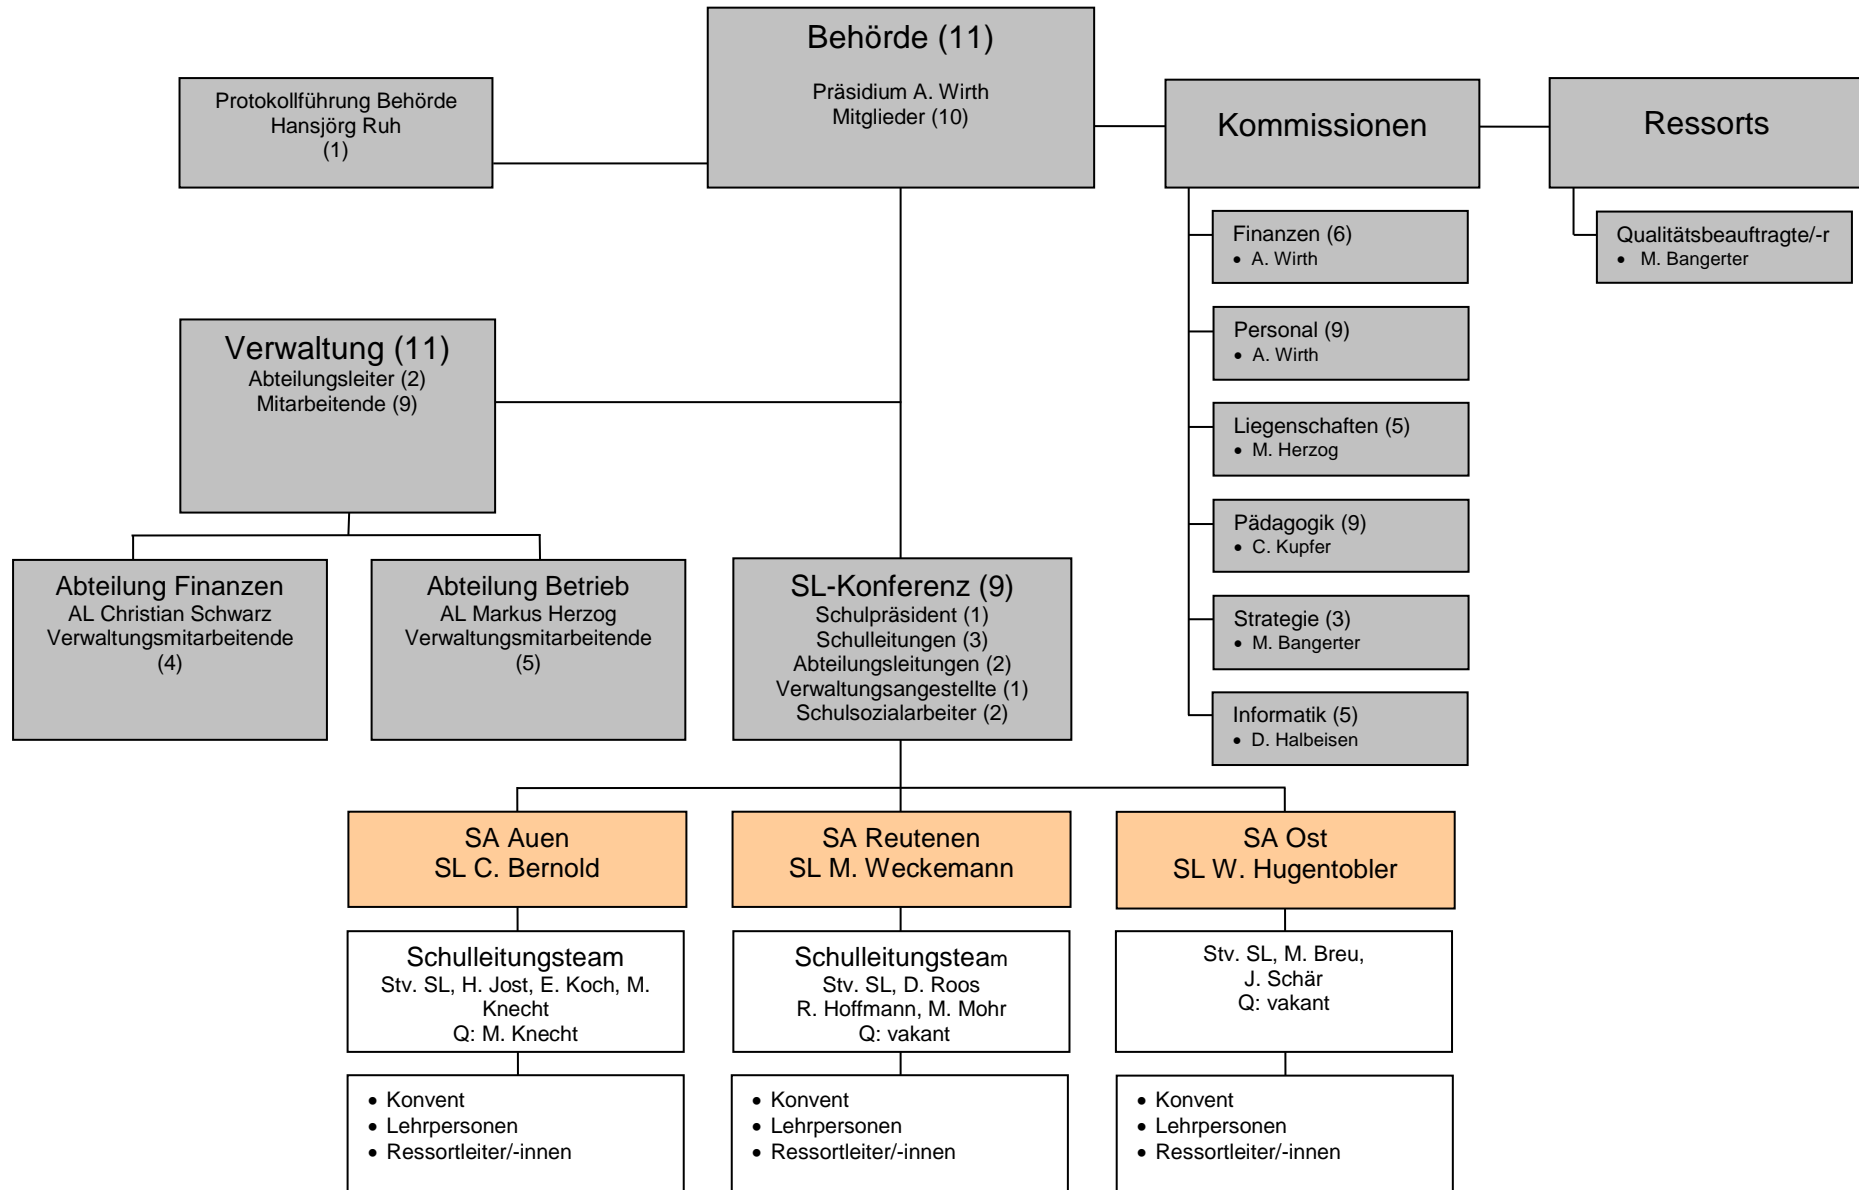 Behörde (11)
Präsidium A. Wirth
Mitglieder (10)
Protokollführung Behörde
Hansjörg Ruh
(1)
Kommissionen
Ressorts
Finanzen (6)
• A. Wirth
Personal (9)
• A. Wirth
Liegenschaften (5)
• M. Herzog
Pädagogik (9)
• C. Kupfer
Strategie (3)
• M. Bangerter
Informatik (5)
• D. Halbeisen
Qualitätsbeauftragte/-r
• M. Bangerter
Verwaltung (11)
Abteilungsleiter (2)
Mitarbeitende (9)
Abteilung Finanzen
AL Christian Schwarz
Verwaltungsmitarbeitende
(4)
Abteilung Betrieb
AL Markus Herzog
Verwaltungsmitarbeitende
(5)
SL-Konferenz (9)
Schulpräsident (1)
Schulleitungen (3)
Abteilungsleitungen (2)
Verwaltungsangestellte (1)
Schulsozialarbeiter (2)
SA Auen
SL C. Bernold
SA Reutenen
SL M. Weckemann
SA Ost
SL W. Hugentobler
Schulleitungsteam
Stv. SL, H. Jost, E. Koch, M.
Knecht
Q: M. Knecht
Schulleitungsteam
Stv. SL, D. Roos
R. Hoffmann, M. Mohr
Q: vakant
Stv. SL, M. Breu,
J. Schär
Q: vakant
• Konvent
• Lehrpersonen
• Ressortleiter/-innen
• Konvent
• Lehrpersonen
• Ressortleiter/-innen
• Konvent
• Lehrpersonen
• Ressortleiter/-innen